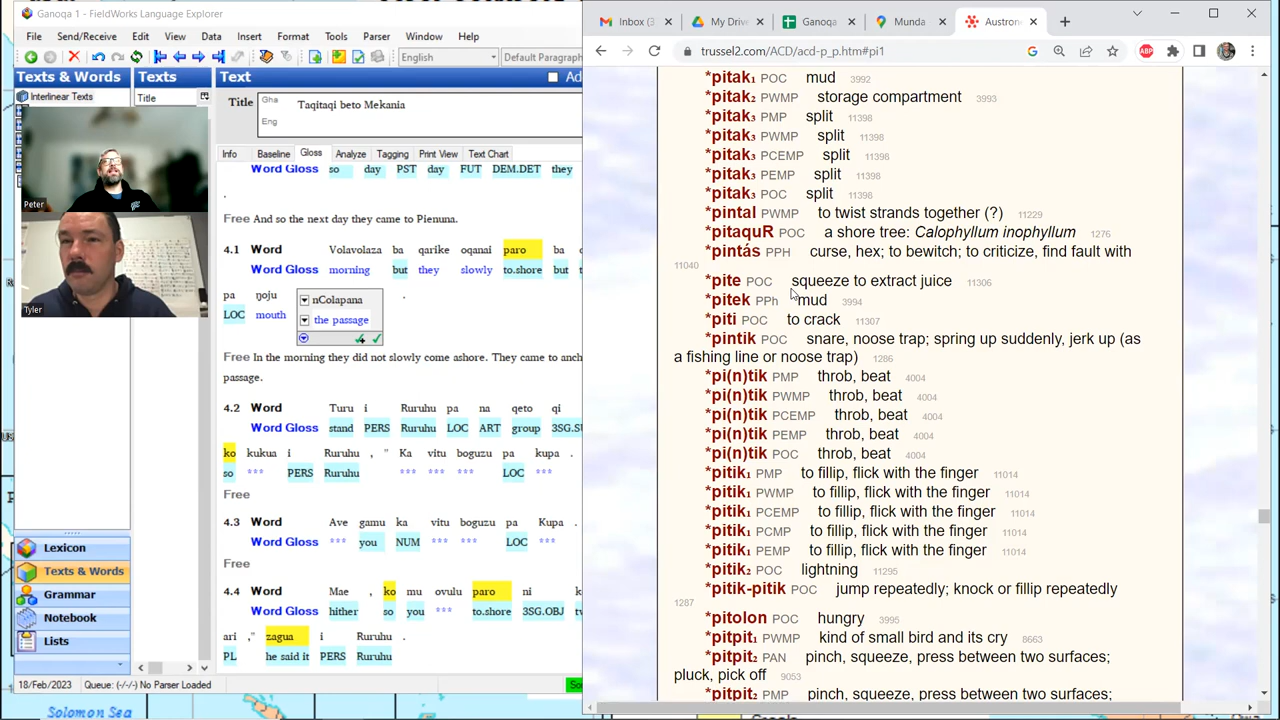 Ganoqa 1 - FieldWorks Language Explorer
File Send/Receive Edit View Data Insert Format Tools Parser Window Help
English Default Paragraph
Texts & Words
Interlinear Texts
Texts
Title
Peter
Tyler
Lexicon
Texts & Words
Grammar
Notebook
Lists
Text
Title Gha Taqitaqi beto Mekania
Eng
Info Baseline Gloss Analyze Tagging Print View Text Chart
Word Gloss so day PST day FUT DEM.DET they
.
Free And so the next day they came to Pienuna.
4.1 Word Volavolaza ba qarike oqanai paro ba
Word Gloss morning but they slowly to.shore but
pa ŋoju nColapana .
LOC mouth the passage
Free In the morning they did not slowly come ashore. They came to anch
passage.
4.2 Word Turu i Ruruhu pa na qeto qi
Word Gloss stand PERS Ruruhu LOC ART group 3SG.SU
ko kukua i Ruruhu , " Ka vitu boguzu pa kupa .
so *** PERS Ruruhu *** *** *** LOC ***
Free
4.3 Word Ave gamu ka vitu boguzu pa Kupa .
Word Gloss *** you NUM *** *** LOC ***
Free
4.4 Word Mae , ko mu ovulu paro ni
Word Gloss hither so you *** to.shore 3SG.OBJ
ari ," zagua i Ruruhu .
PL he said it PERS Ruruhu
18/Feb/2023 Queue: (-/-/-) No Parser Loaded
Solomon Sea
Inbox (3 My Drive Ganoqa Munda Austron
trussel2.com/ACD/acd-p_p.htm#pi1
*pitak₁ POC mud 3992
*pitak₂ PWMP storage compartment 3993
*pitak₃ PMP split 11398
*pitak₃ PWMP split 11398
*pitak₃ PCEMP split 11398
*pitak₃ PEMP split 11398
*pitak₃ POC split 11398
*pintal PWMP to twist strands together (?) 11229
*pitaquR POC a shore tree: Calophyllum inophyllum 1276
*pintás PPH curse, hex; to bewitch; to criticize, find fault with
11040
*pite POC squeeze to extract juice 11306
*pitek PPh mud 3994
*piti POC to crack 11307
*pintik POC snare, noose trap; spring up suddenly, jerk up (as
a fishing line or noose trap) 1286
*pi(n)tik PMP throb, beat 4004
*pi(n)tik PWMP throb, beat 4004
*pi(n)tik PCEMP throb, beat 4004
*pi(n)tik PEMP throb, beat 4004
*pi(n)tik POC throb, beat 4004
*pitik₁ PMP to fillip, flick with the finger 11014
*pitik₁ PWMP to fillip, flick with the finger 11014
*pitik₁ PCEMP to fillip, flick with the finger 11014
*pitik₁ PCMP to fillip, flick with the finger 11014
*pitik₁ PEMP to fillip, flick with the finger 11014
*pitik₂ POC lightning 11295
*pitik-pitik POC jump repeatedly; knock or fillip repeatedly
1287
*pitolon POC hungry 3995
*pitpit₁ PWMP kind of small bird and its cry 8663
*pitpit₂ PAN pinch, squeeze, press between two surfaces;
pluck, pick off 9053
*pitpit₂ PMP pinch, squeeze, press between two surfaces;